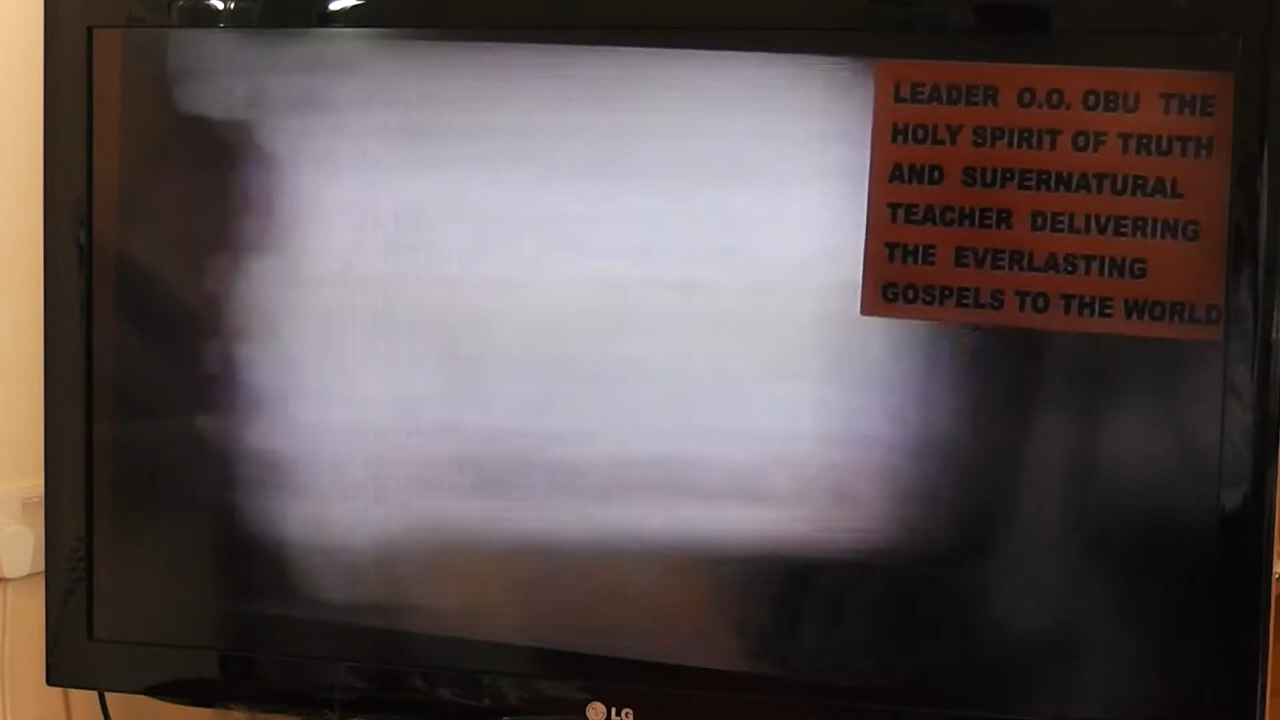 LEADER O.O. OBU THE
HOLY SPIRIT OF TRUTH
AND SUPERNATURAL
TEACHER DELIVERING
THE EVERLASTING
GOSPELS TO THE WORLD
LG